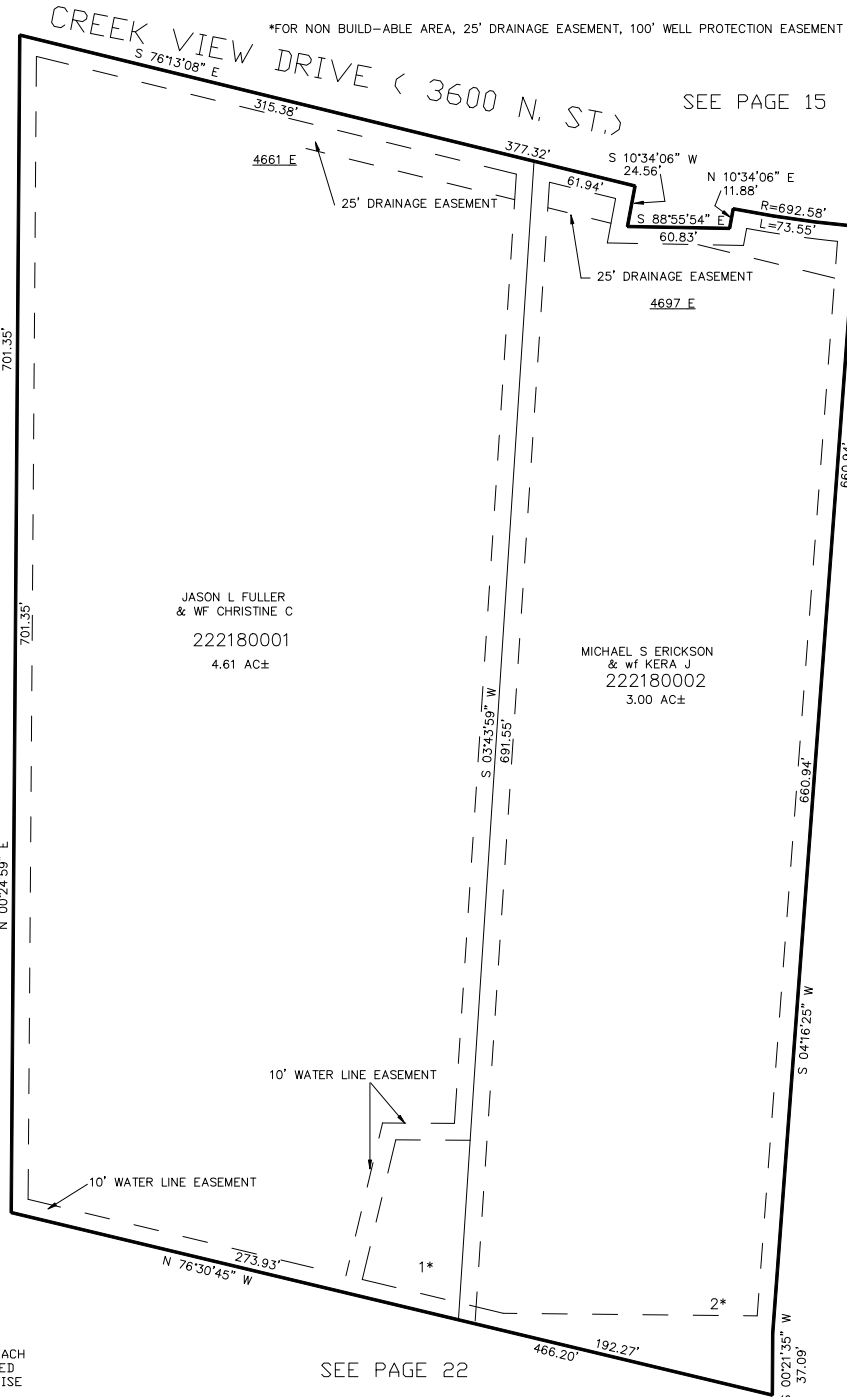 *FOR NON BUILD-ABLE AREA, 25' DRAINAGE EASEMENT, 100' WELL PROTECTION EASEMENT
CREEK VIEW DRIVE ( 3600 N. ST.)
SEE PAGE 15
S 76°13'08" E
315.38'
377.32'
61.94'
S 10°34'06" W
24.56'
N 10°34'06" E
11.88'
R=692.58'
L=73.55'
S 88°55'54" E
60.83'
4661 E
25' DRAINAGE EASEMENT
25' DRAINAGE EASEMENT
4697 E
701.35'
660.94'
JASON L FULLER
& WF CHRISTINE C
222180001
4.61 AC±
701.35'
MICHAEL S ERICKSON
& wf KERA J
222180002
3.00 AC±
S 03°43'59" W
691.55'
660.94'
N 00°24'59" E
S 04°16'25" W
10' WATER LINE EASEMENT
10' WATER LINE EASEMENT
1*
2*
273.93'
N 76°30'45" W
466.20'
192.27'
S 00°21'35" W
37.09'
SEE PAGE 22
ACH
ED
ISE